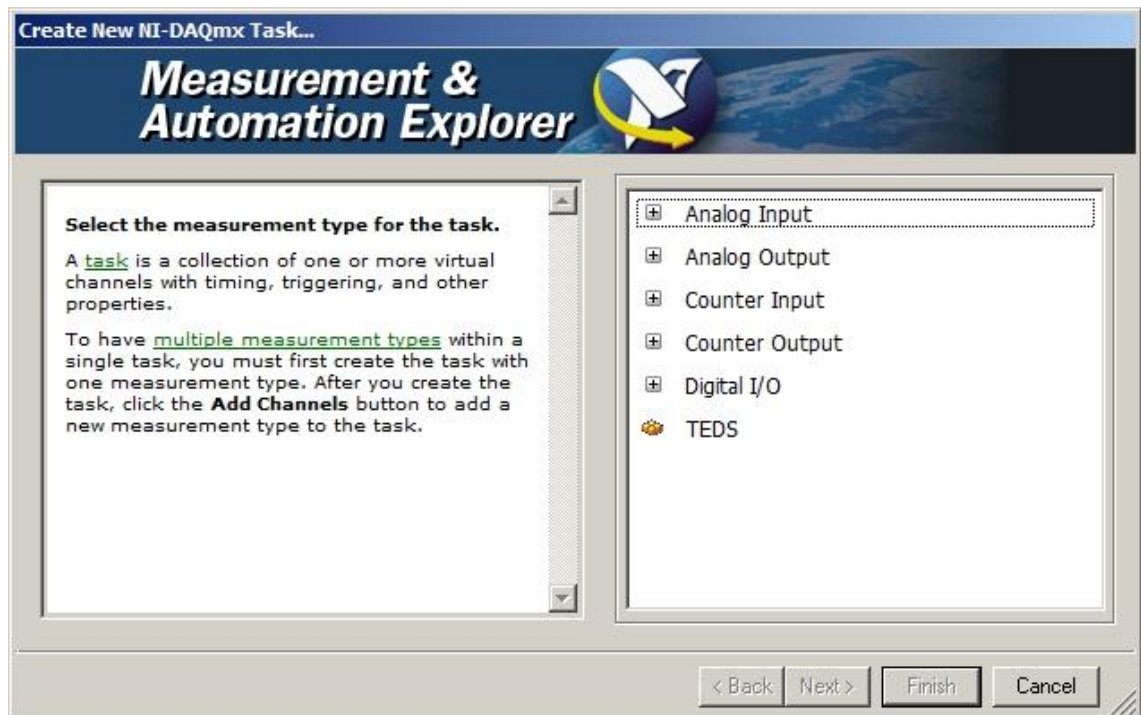 Create New NI-DAQmx Task...
Measurement &
Automation Explorer
Select the measurement type for the task.
A task is a collection of one or more virtual
channels with timing, triggering, and other
properties.
To have multiple measurement types within a
single task, you must first create the task with
one measurement type. After you create the
task, click the Add Channels button to add a
new measurement type to the task.
Analog Input
Analog Output
Counter Input
Counter Output
Digital I/O
TEDS
< Back Next > Finish Cancel